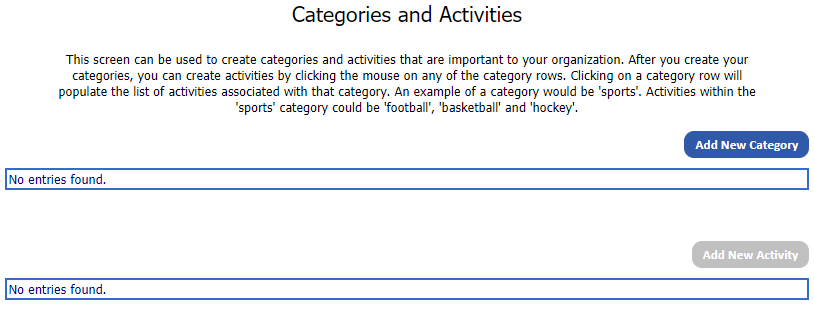 Categories and Activities
This screen can be used to create categories and activities that are important to your organization. After you create your
categories, you can create activities by clicking the mouse on any of the category rows. Clicking on a category row will
populate the list of activities associated with that category. An example of a category would be 'sports'. Activities within the
'sports' category could be 'football', 'basketball' and 'hockey'.
Add New Category
No entries found.
Add New Activity
No entries found.